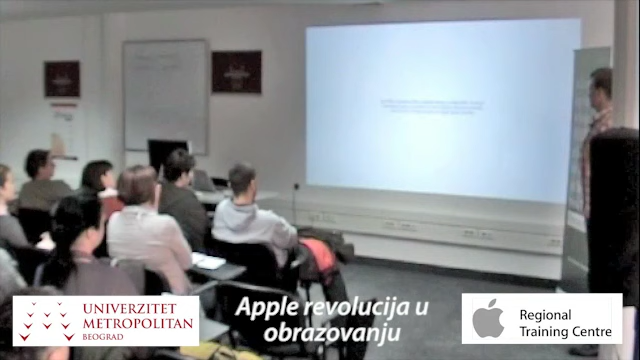 UNIVERZITET
METROPOLITAN
BEOGRAD
Apple revolucija u
obrazovanju
Regional
Training Centre